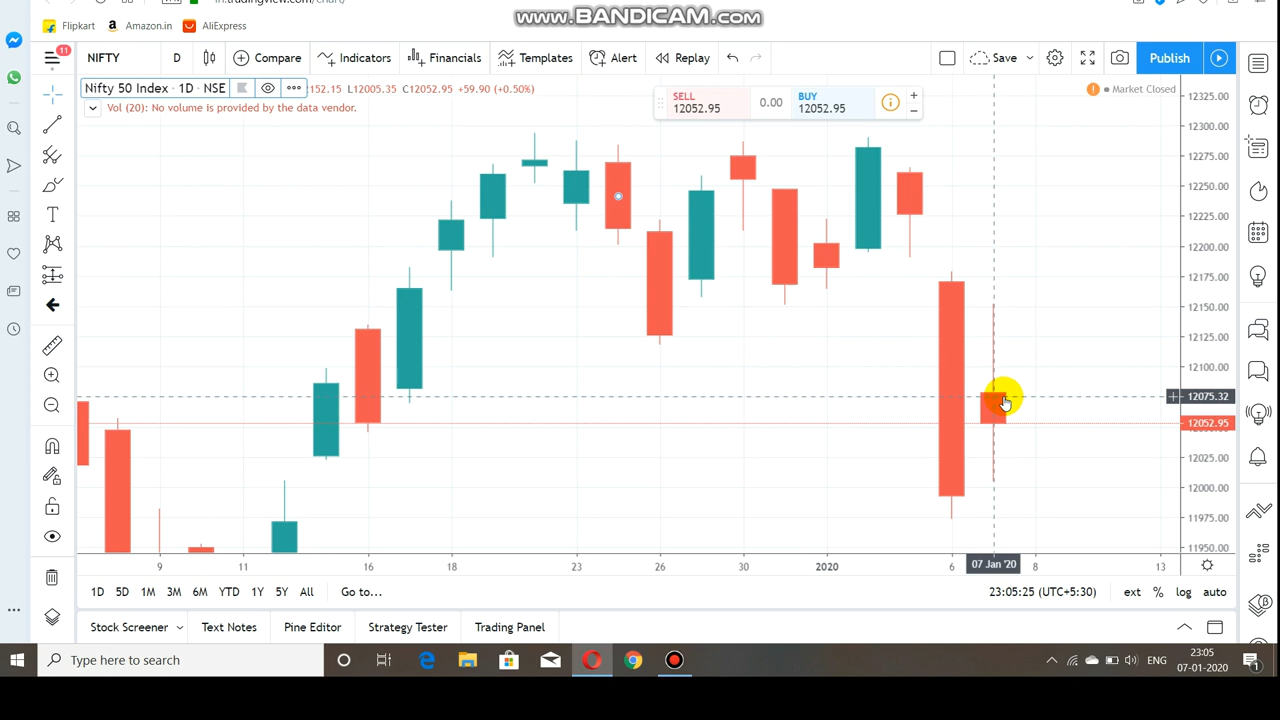 www.BANDICAM.com
in.tradingview.com/chart/
Flipkart
Amazon.in
AliExpress
11
NIFTY
D
Compare
Indicators
Financials
Templates
Alert
Replay
Save
Publish
Nifty 50 Index · 1D · NSE
152.15 L12005.35 C12052.95 +59.90 (+0.50%)
Vol (20): No volume is provided by the data vendor.
SELL
12052.95
0.00
BUY
12052.95
Market Closed
12325.00
12300.00
12275.00
12250.00
12225.00
12200.00
12175.00
12150.00
12125.00
12100.00
12075.32
12052.95
12025.00
12000.00
11975.00
11950.00
9
11
16
18
24
26
30
2020
6
07 Jan '20
8
13
1D
5D
1M
3M
6M
YTD
1Y
5Y
All
Go to...
23:05:25 (UTC+5:30)
ext
%
log
auto
Stock Screener
Text Notes
Pine Editor
Strategy Tester
Trading Panel
Type here to search
ENG
23:05
07-01-2020
1